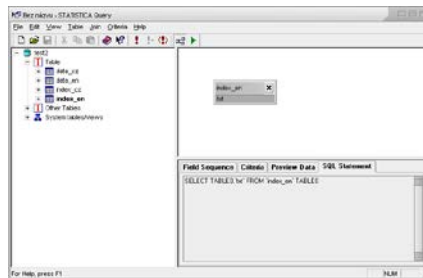 Bez názvu - STATISTICA Query
File Edit View Table Join Criteria Help
test2
Table
data_cz
data_en
index_cz
index_en
Other Tables
System tables/views
index_en
txt
Field Sequence Criteria Preview Data SQL Statement
SELECT TABLE0.`txt` FROM `index_en` TABLE0
For Help, press F1
NUM